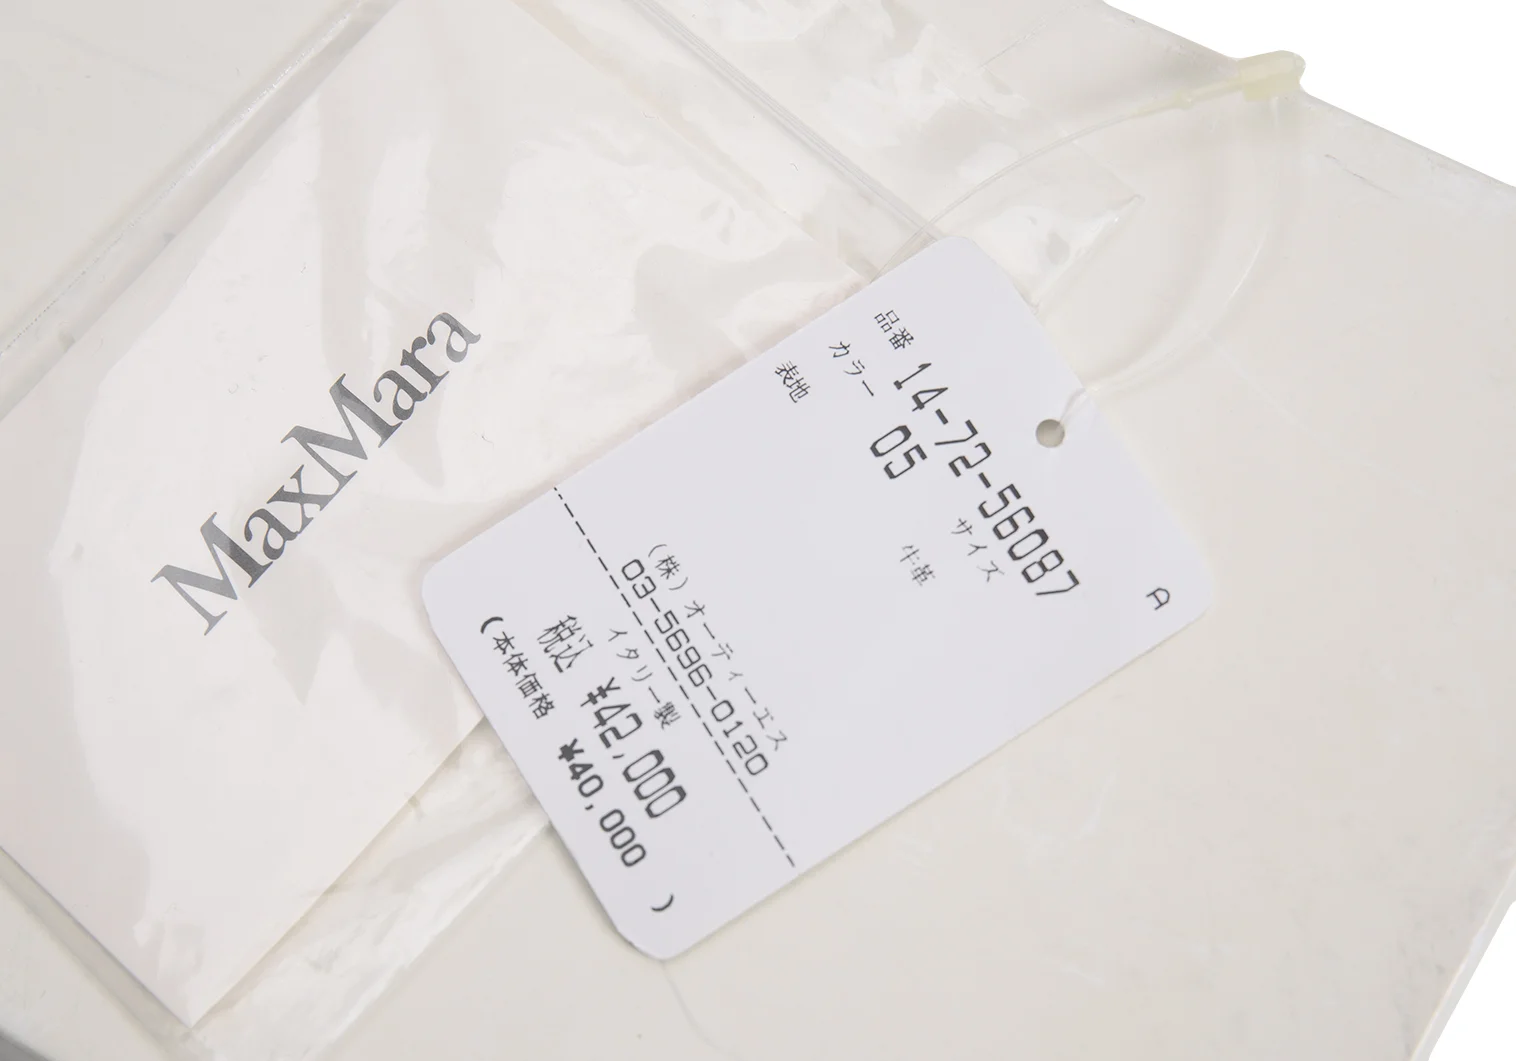 MaxMara
A
品番 14-72-56087
カラー 05 サイズ
表地 牛革
(株)オーティーエス
03-5696-0120
イタリー製
税込 ¥42,000
(本体価格 ¥40,000 )